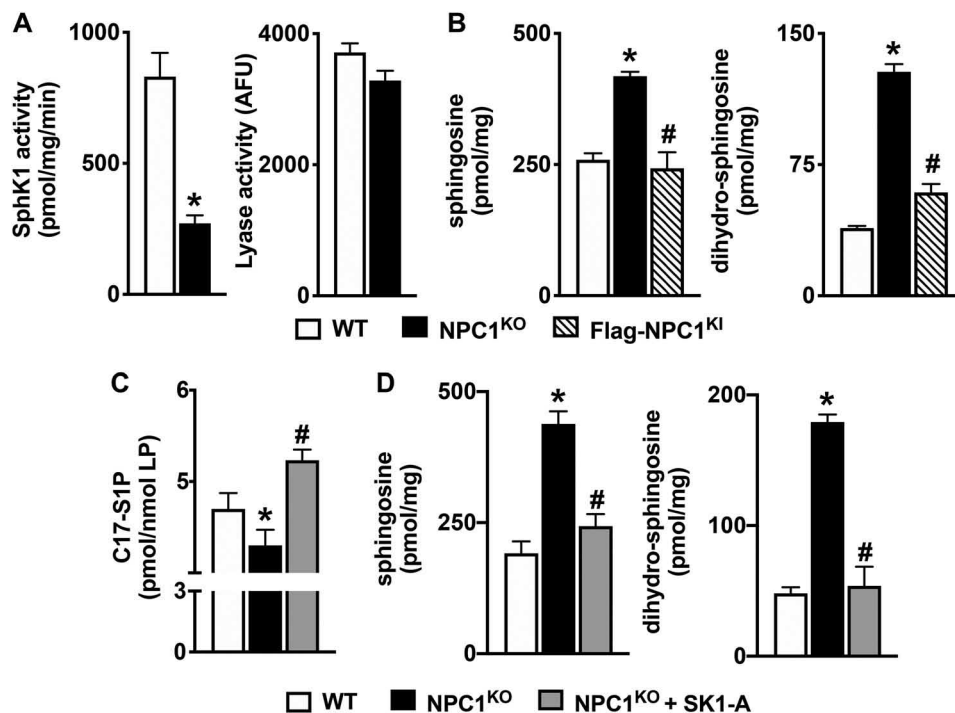 A
SphK1 activity
(pmol/mg/min)
1000
500
0
*
Lyase activity (AFU)
4000
2000
0
B
sphingosine
(pmol/mg)
500
250
0
*
#
dihydro-sphingosine
(pmol/mg)
150
75
0
*
#
WT
NPC1KO
Flag-NPC1KI
C
C17-S1P
(pmol/nmol LP)
6
5
3
0
*
#
D
sphingosine
(pmol/mg)
500
250
0
*
#
dihydro-sphingosine
(pmol/mg)
200
100
0
*
#
WT
NPC1KO
NPC1KO + SK1-A